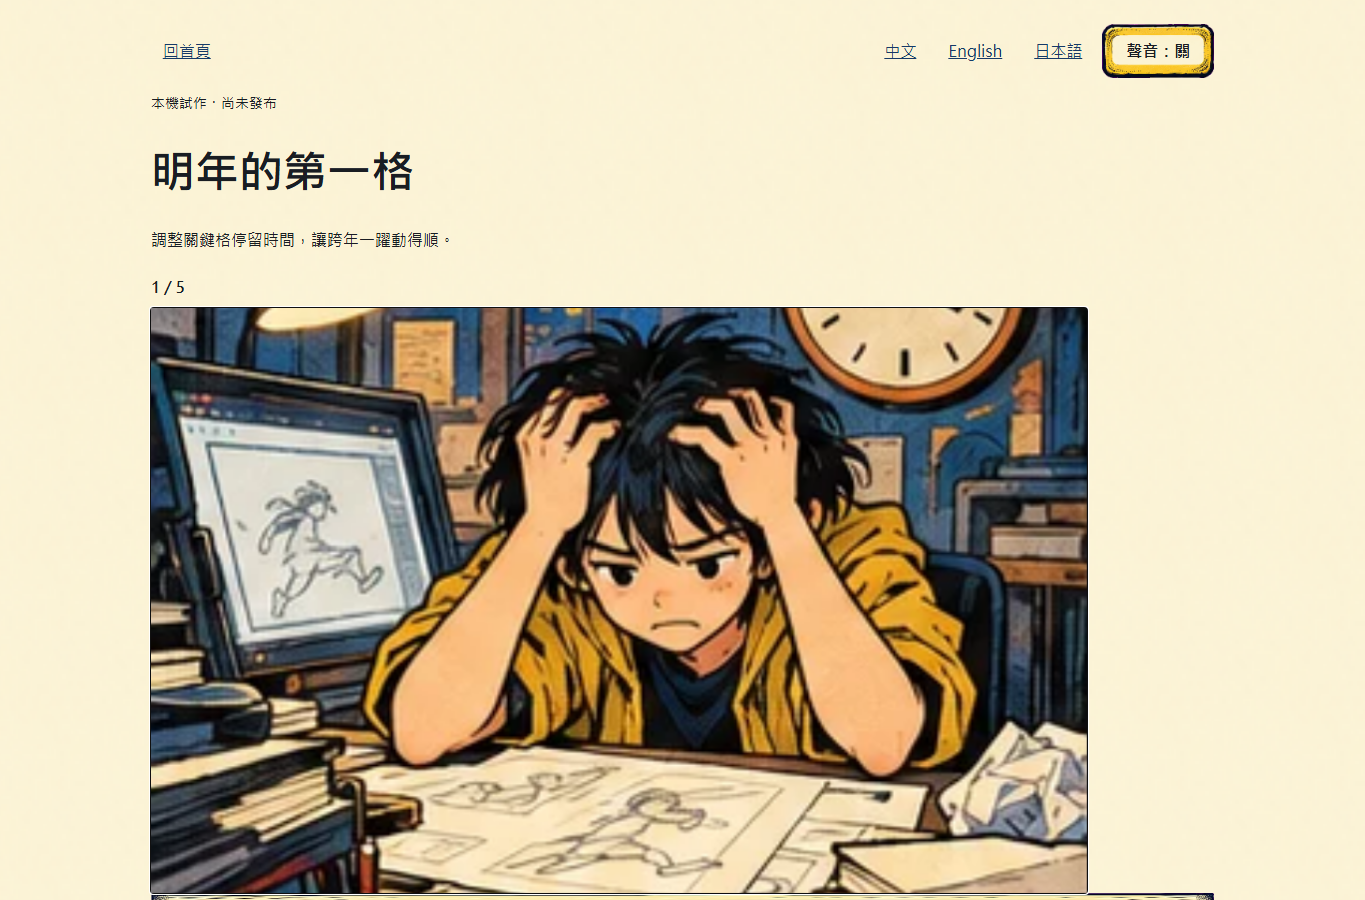 回首頁
中文 English 日本語 聲音：關
本機試作・尚未發布
明年的第一格
調整關鍵格停留時間，讓跨年一躍動得順。
1 / 5